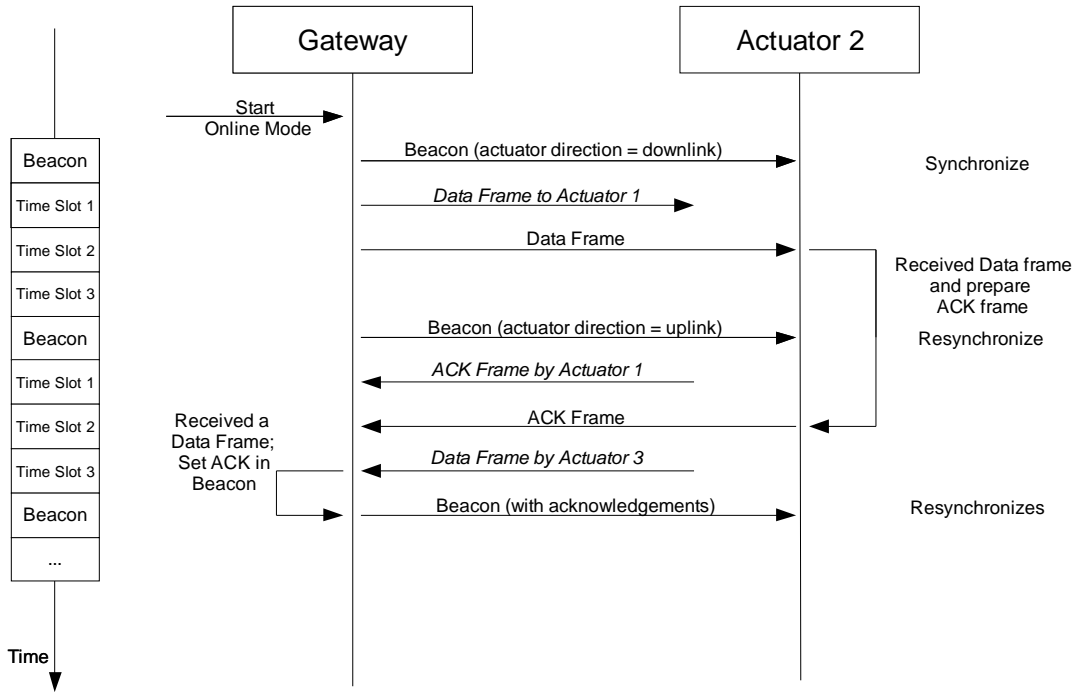 Gateway
Actuator 2
Start
Online Mode
Beacon
Beacon (actuator direction = downlink)
Synchronize
Time Slot 1
Data Frame to Actuator 1
Time Slot 2
Data Frame
Received Data frame
and prepare
ACK frame
Time Slot 3
Beacon
Beacon (actuator direction = uplink)
Resynchronize
Time Slot 1
ACK Frame by Actuator 1
Time Slot 2
ACK Frame
Received a
Data Frame;
Set ACK in
Beacon
Time Slot 3
Data Frame by Actuator 3
Beacon
Beacon (with acknowledgements)
Resynchronizes
...
Time